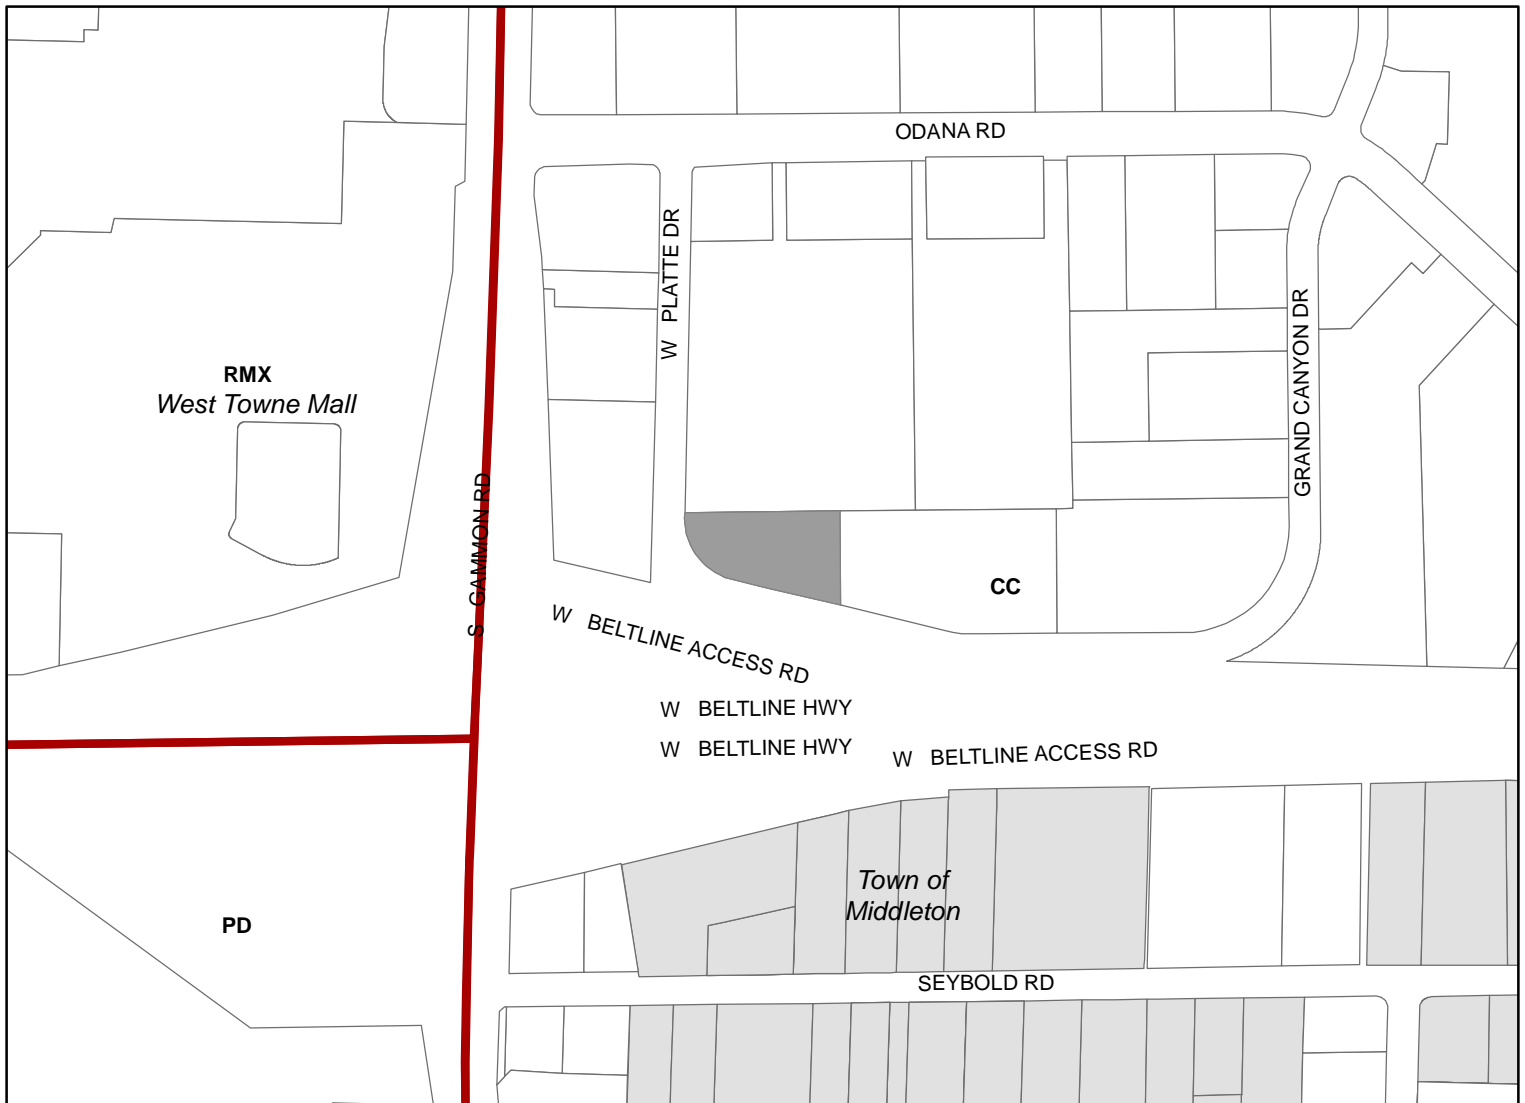 ODANA RD
W PLATTE DR
GRAND CANYON DR
RMX
West Towne Mall
S GAMMON RD
CC
W BELTLINE ACCESS RD
W BELTLINE HWY
W BELTLINE HWY
W BELTLINE ACCESS RD
Town of
Middleton
PD
SEYBOLD RD